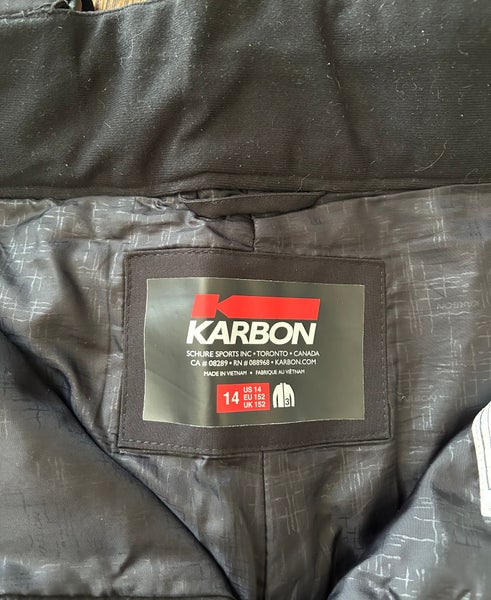 KARBON
SCHURE SPORTS INC • TORONTO • CANADA
CA # 08289 • RN # 088968 • KARBON.COM
MADE IN VIETNAM • FABRIQUE AU VIÊTNAM
14
US 14
EU 152
UK 152
3